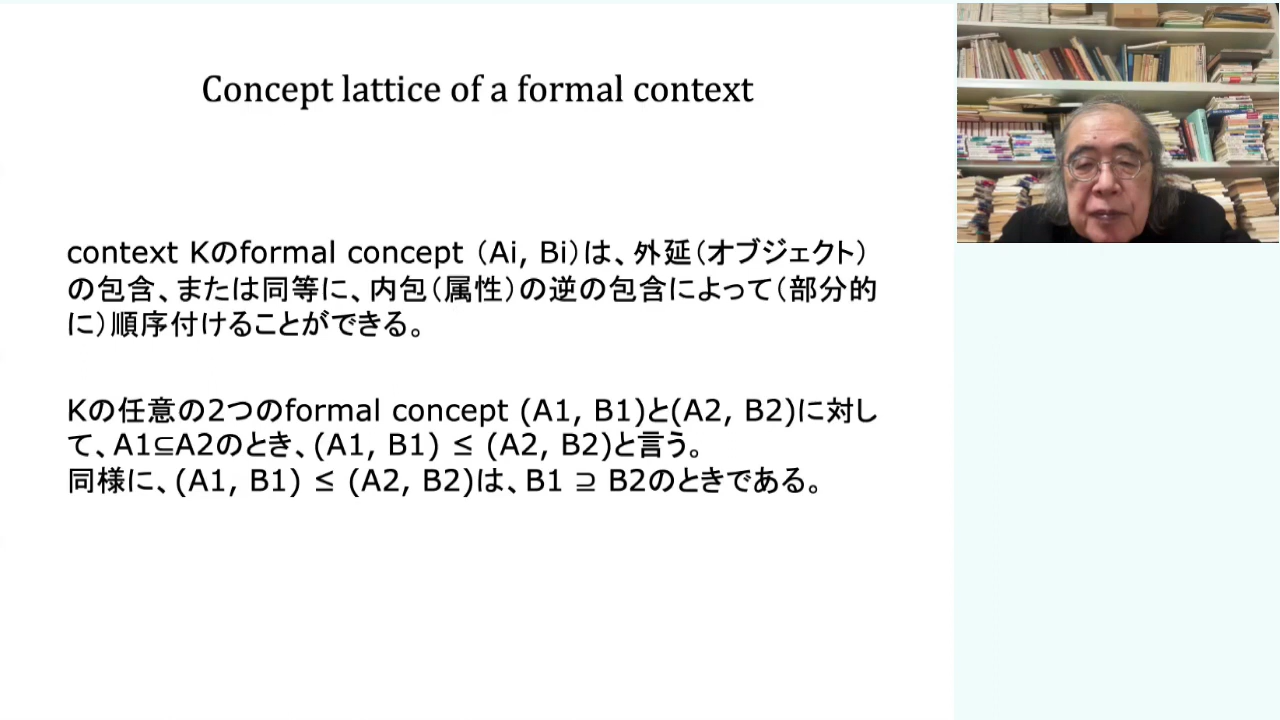 Concept lattice of a formal context
context Kのformal concept （Ai, Bi）は、外延（オブジェクト）
の包含、または同等に、内包（属性）の逆の包含によって（部分的
に）順序付けることができる。
Kの任意の2つのformal concept (A1, B1)と(A2, B2)に対し
て、A1⊆A2のとき、(A1, B1) ≤ (A2, B2)と言う。
同様に、(A1, B1) ≤ (A2, B2)は、B1 ⊇ B2のときである。